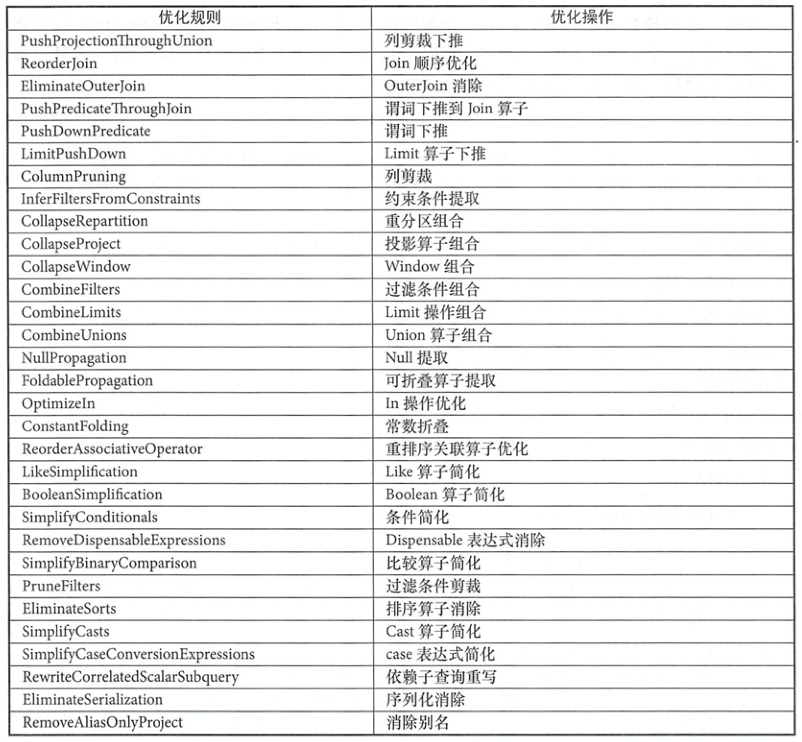 优化规则 优化操作
PushProjectionThroughUnion 列剪裁下推
ReorderJoin Join 顺序优化
EliminateOuterJoin OuterJoin 消除
PushPredicateThroughJoin 谓词下推到 Join 算子
PushDownPredicate 谓词下推
LimitPushDown Limit 算子下推
ColumnPruning 列剪裁
InferFiltersFromConstraints 约束条件提取
CollapseRepartition 重分区组合
CollapseProject 投影算子组合
CollapseWindow Window 组合
CombineFilters 过滤条件组合
CombineLimits Limit 操作组合
CombineUnions Union 算子组合
NullPropagation Null 提取
FoldablePropagation 可折叠算子提取
OptimizeIn In 操作优化
ConstantFolding 常数折叠
ReorderAssociativeOperator 重排序关联算子优化
LikeSimplification Like 算子简化
BooleanSimplification Boolean 算子简化
SimplifyConditionals 条件简化
RemoveDispensableExpressions Dispensable 表达式消除
SimplifyBinaryComparison 比较算子简化
PruneFilters 过滤条件剪裁
EliminateSorts 排序算子消除
SimplifyCasts Cast 算子简化
SimplifyCaseConversionExpressions case 表达式简化
RewriteCorrelatedScalarSubquery 依赖子查询重写
EliminateSerialization 序列化消除
RemoveAliasOnlyProject 消除别名